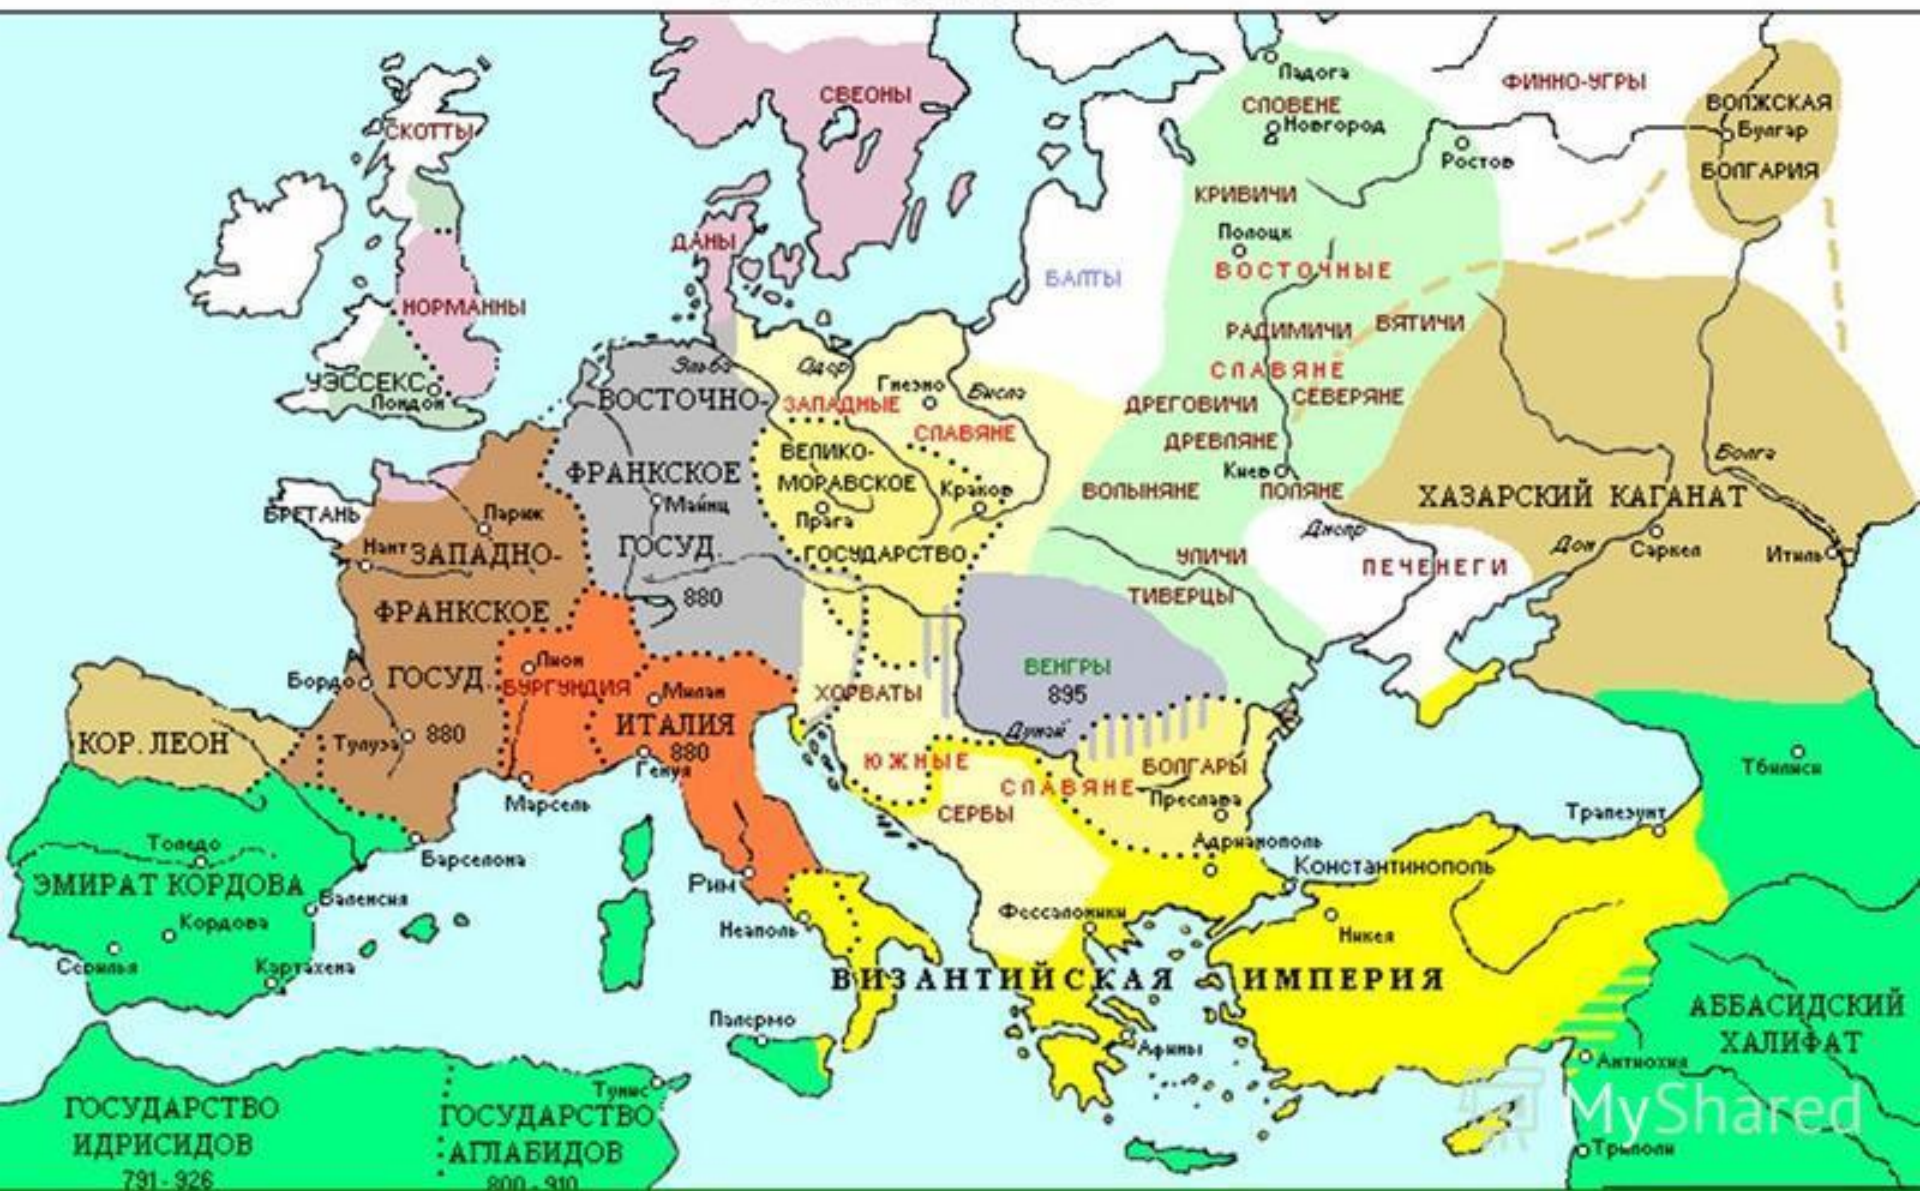 Ладога
СЛОВЕНЕ
Новгород
ФИННО-УГРЫ
ВОЛЖСКАЯ
Булгар
БОЛГАРИЯ
Ростов
СВЕОНЫ
СКОТТЫ
КРИВИЧИ
Полоцк
ДАНЫ
БАЛТЫ
ВОСТОЧНЫЕ
НОРМАННЫ
РАДИМИЧИ
ВЯТИЧИ
СЛАВЯНЕ
СЕВЕРЯНЕ
УЭССЕКС
Лондон
Эльба
Одер
Гнезно
Висла
ВОСТОЧНО-
ЗАПАДНЫЕ
СЛАВЯНЕ
ДРЕГОВИЧИ
ДРЕВЛЯНЕ
Киев
ВОЛЫНЯНЕ
ПОЛЯНЕ
ВЕЛИКО-
МОРАВСКОЕ
Прага
Краков
ГОСУДАРСТВО
ФРАНКСКОЕ
Майнц
ГОСУД.
880
ХАЗАРСКИЙ КАГАНАТ
Волга
Днепр
Дон
Саркел
Итиль
ПЕЧЕНЕГИ
УЛИЧИ
ТИВЕРЦЫ
БРЕТАНЬ
Париж
Нант
ЗАПАДНО-
ФРАНКСКОЕ
ГОСУД.
880
Бордо
Тулуза
Лион
БУРГУНДИЯ
Милан
ИТАЛИЯ
880
Генуя
Марсель
ХОРВАТЫ
ВЕНГРЫ
895
Дунай
ЮЖНЫЕ
СЛАВЯНЕ
СЕРБЫ
БОЛГАРЫ
Преслава
Адрианополь
Константинополь
Трапезунт
Тбилиси
КОР. ЛЕОН
Толедо
ЭМИРАТ КОРДОВА
Барселона
Валенсия
Кордова
Севилья
Картахена
Рим
Неаполь
Фессалоники
Никея
ВИЗАНТИЙСКАЯ ИМПЕРИЯ
Палермо
Афины
АББАСИДСКИЙ
ХАЛИФАТ
Антиохия
Триполи
ГОСУДАРСТВО
ИДРИСИДОВ
791 - 926
Тунис
ГОСУДАРСТВО
АГЛАБИДОВ
800 - 910
MyShared